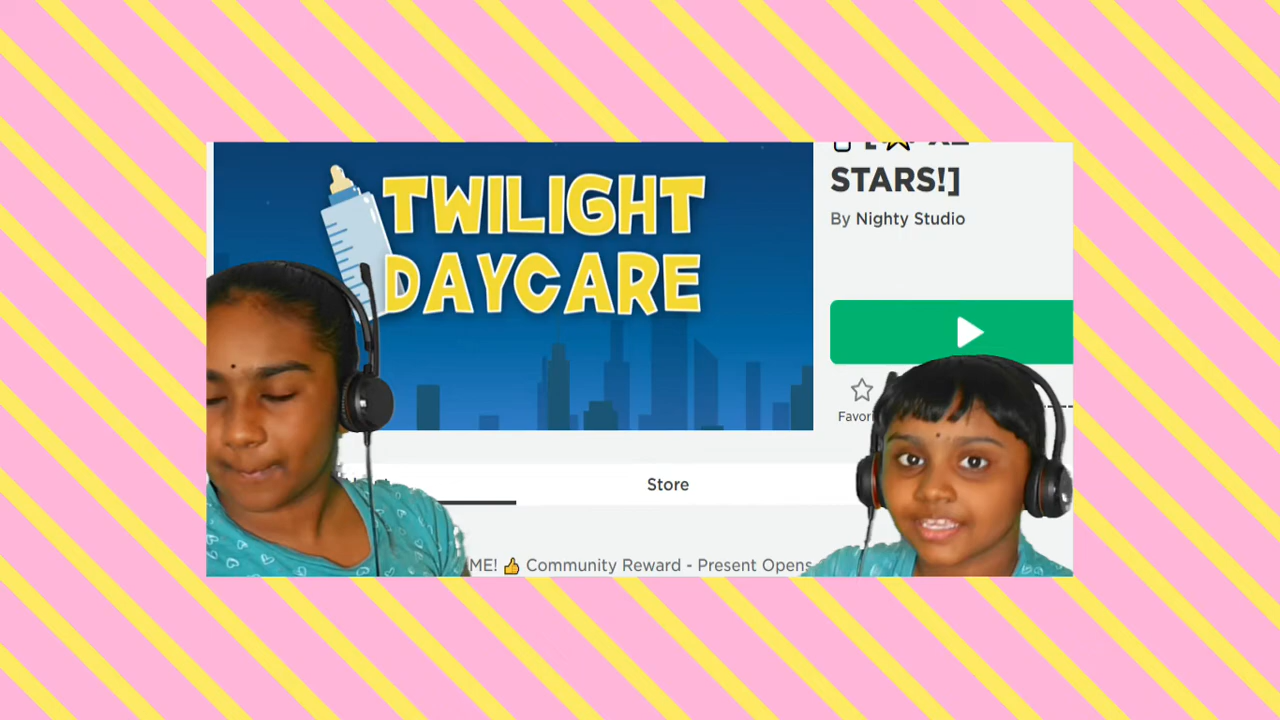 TWILIGHT
DAYCARE
STARS!]
By Nighty Studio
Store
ME! 👍 Community Reward - Present Opens